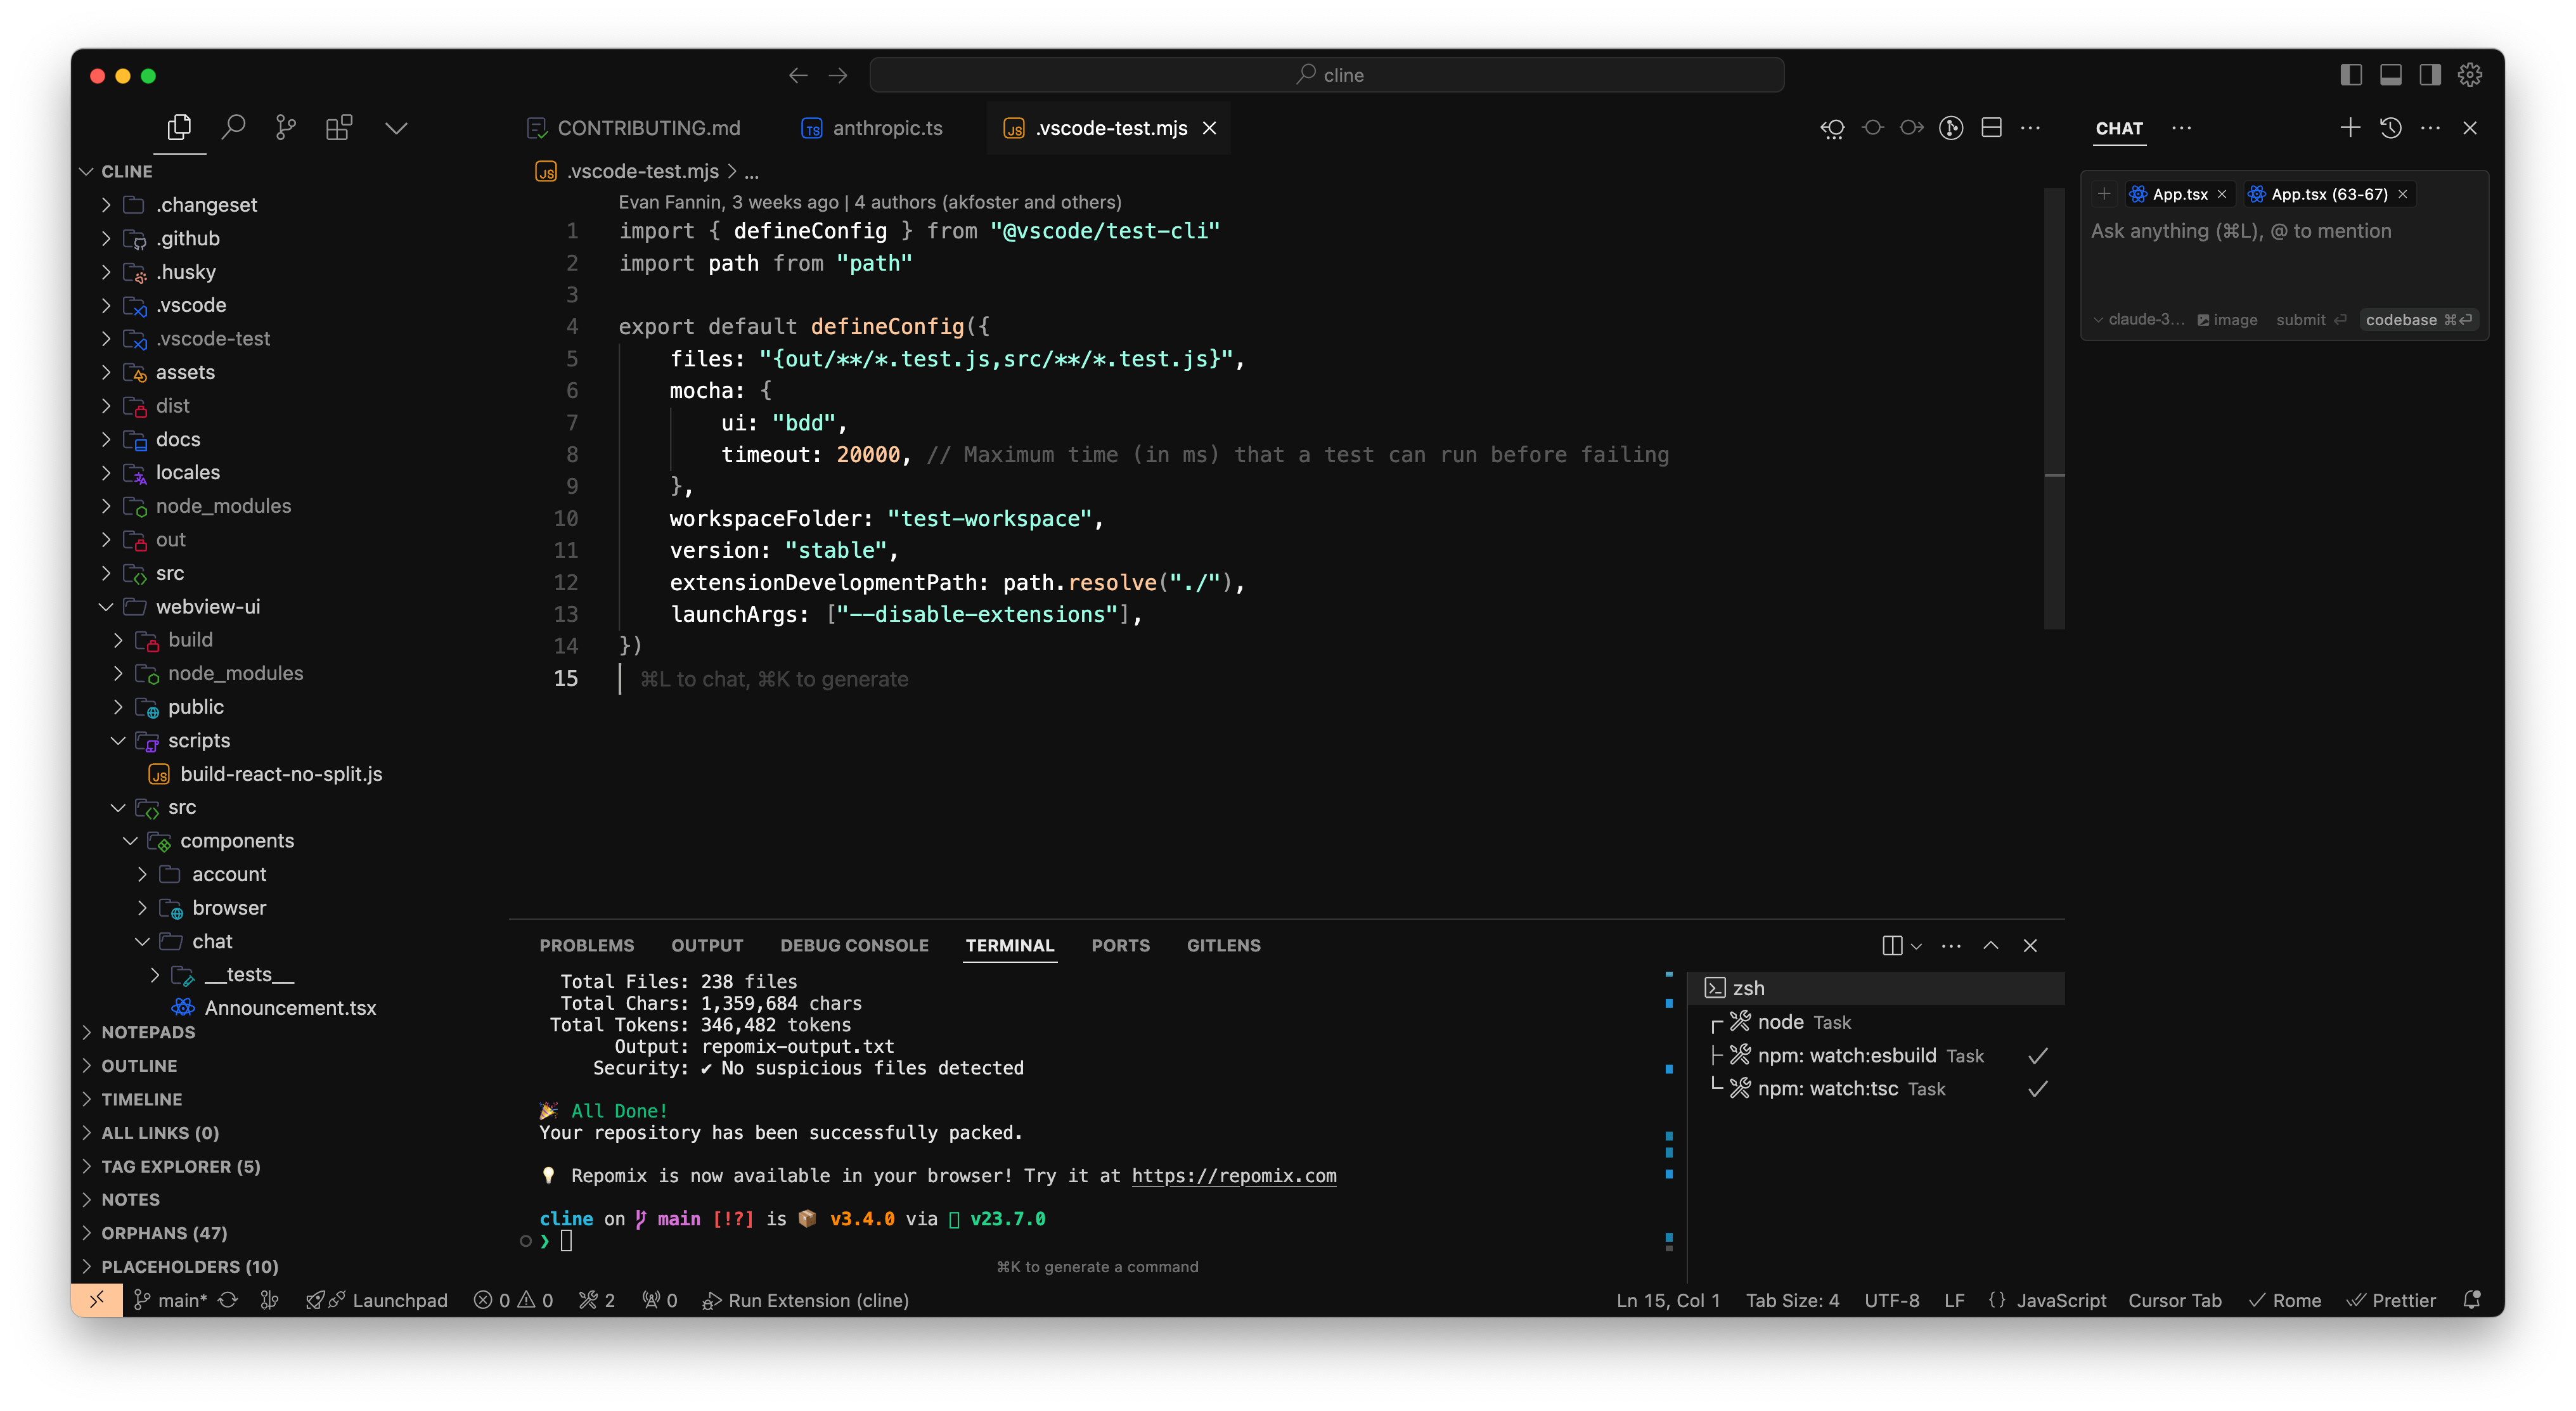 cline
CONTRIBUTING.md
TS anthropic.ts
JS .vscode-test.mjs
CHAT
CLINE
.changeset
.github
.husky
.vscode
.vscode-test
assets
dist
docs
locales
node_modules
out
src
webview-ui
build
node_modules
public
scripts
JS build-react-no-split.js
src
components
account
browser
chat
__tests__
Announcement.tsx
NOTEPADS
OUTLINE
TIMELINE
ALL LINKS (0)
TAG EXPLORER (5)
NOTES
ORPHANS (47)
PLACEHOLDERS (10)
JS .vscode-test.mjs > ...
Evan Fannin, 3 weeks ago | 4 authors (akfoster and others)
1 import { defineConfig } from "@vscode/test-cli"
2 import path from "path"
3
4 export default defineConfig({
5 files: "{out/**/*.test.js,src/**/*.test.js}",
6 mocha: {
7 ui: "bdd",
8 timeout: 20000, // Maximum time (in ms) that a test can run before failing
9 },
10 workspaceFolder: "test-workspace",
11 version: "stable",
12 extensionDevelopmentPath: path.resolve("./"),
13 launchArgs: ["--disable-extensions"],
14 })
15 ⌘L to chat, ⌘K to generate
App.tsx × App.tsx (63-67) ×
Ask anything (⌘L), @ to mention
claude-3... image submit ⏎ codebase ⌘⏎
PROBLEMS OUTPUT DEBUG CONSOLE TERMINAL PORTS GITLENS
Total Files: 238 files
Total Chars: 1,359,684 chars
Total Tokens: 346,482 tokens
Output: repomix-output.txt
Security: ✔ No suspicious files detected
🎉 All Done!
Your repository has been successfully packed.
💡 Repomix is now available in your browser! Try it at https://repomix.com
cline on main [!?] is 📦 v3.4.0 via v23.7.0
❯
⌘K to generate a command
zsh
node Task
npm: watch:esbuild Task ✓
npm: watch:tsc Task ✓
main* Launchpad 0 0 2 0 Run Extension (cline) Ln 15, Col 1 Tab Size: 4 UTF-8 LF {} JavaScript Cursor Tab ✓ Rome Prettier